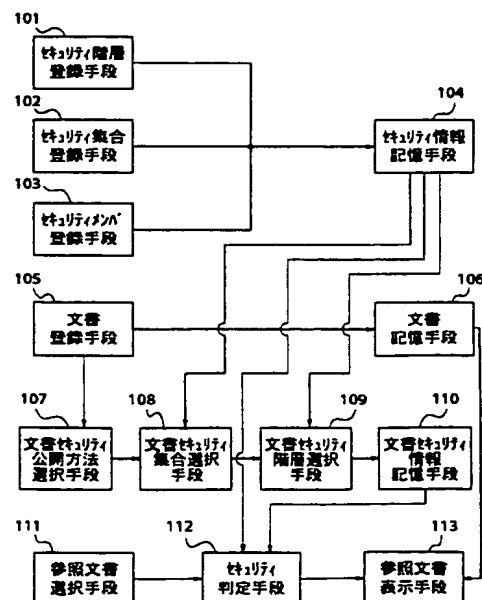 101
セキュリティ階層
登録手段
102
セキュリティ集合
登録手段
103
セキュリティメンバ
登録手段
104
セキュリティ情報
記憶手段
105
文書
登録手段
106
文書
記憶手段
107
文書セキュリティ
公開方法
選択手段
108
文書セキュリティ
集合選択
手段
109
文書セキュリティ
階層選択
手段
110
文書セキュリティ
情報
記憶手段
111
参照文書
選択手段
112
セキュリティ
判定手段
113
参照文書
表示手段